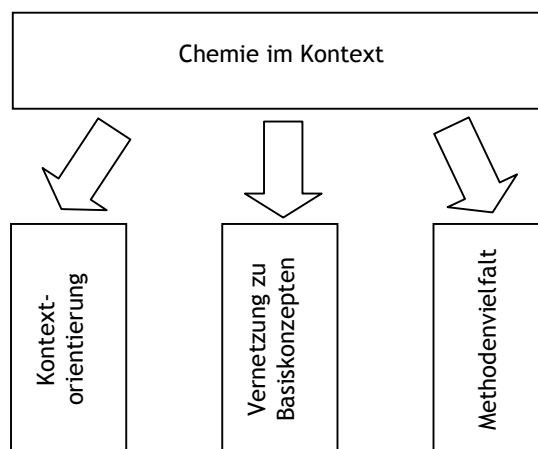 Chemie im Kontext
Kontext-
orientierung
Vernetzung zu
Basiskonzepten
Methodenvielfalt